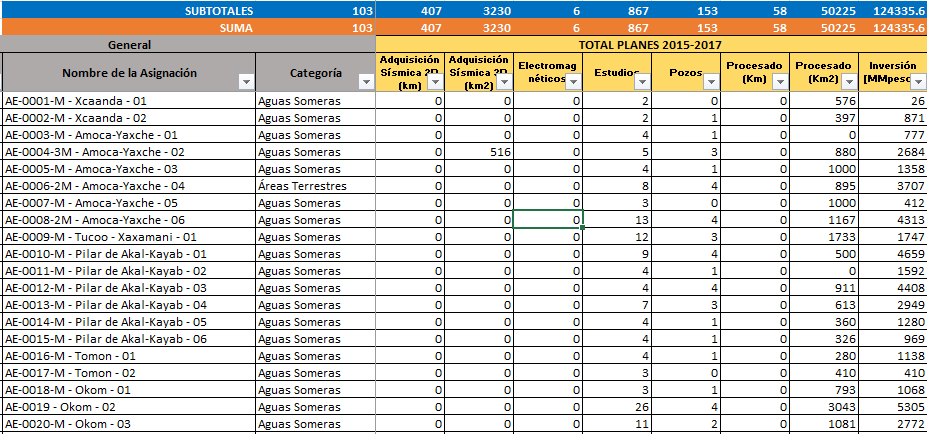 SUBTOTALES 103 407 3230 6 867 153 58 50225 124335.6
SUMA 103 407 3230 6 867 153 58 50225 124335.6
General TOTAL PLANES 2015-2017
Nombre de la Asignación Categoría Adquisición Sísmica 2D (km) Adquisición Sísmica 3D (km2) Electromagnéticos Estudios Pozos Procesado (Km) Procesado (Km2) Inversión (MMpesc
AE-0001-M - Xcaanda - 01 Aguas Someras 0 0 0 2 0 0 576 26
AE-0002-M - Xcaanda - 02 Aguas Someras 0 0 0 2 1 0 397 871
AE-0003-M - Amoca-Yaxche - 01 Aguas Someras 0 0 0 4 1 0 0 777
AE-0004-3M - Amoca-Yaxche - 02 Aguas Someras 0 516 0 5 3 0 880 2684
AE-0005-M - Amoca-Yaxche - 03 Aguas Someras 0 0 0 4 1 0 1000 1358
AE-0006-2M - Amoca-Yaxche - 04 Áreas Terrestres 0 0 0 8 4 0 895 3707
AE-0007-M - Amoca-Yaxche - 05 Aguas Someras 0 0 0 3 0 0 1000 412
AE-0008-2M - Amoca-Yaxche - 06 Aguas Someras 0 0 0 13 4 0 1167 4313
AE-0009-M - Tucoo - Xaxamani - 01 Aguas Someras 0 0 0 12 3 0 1733 1747
AE-0010-M - Pilar de Akal-Kayab - 01 Aguas Someras 0 0 0 9 4 0 500 4659
AE-0011-M - Pilar de Akal-Kayab - 02 Aguas Someras 0 0 0 4 1 0 0 1592
AE-0012-M - Pilar de Akal-Kayab - 03 Aguas Someras 0 0 0 4 4 0 911 4408
AE-0013-M - Pilar de Akal-Kayab - 04 Aguas Someras 0 0 0 7 3 0 613 2949
AE-0014-M - Pilar de Akal-Kayab - 05 Aguas Someras 0 0 0 4 1 0 360 1280
AE-0015-M - Pilar de Akal-Kayab - 06 Aguas Someras 0 0 0 4 1 0 326 969
AE-0016-M - Tomon - 01 Aguas Someras 0 0 0 4 1 0 280 1138
AE-0017-M - Tomon - 02 Aguas Someras 0 0 0 3 0 0 410 410
AE-0018-M - Okom - 01 Aguas Someras 0 0 0 3 1 0 793 1068
AE-0019 - Okom - 02 Aguas Someras 0 0 0 26 4 0 3043 5305
AE-0020-M - Okom - 03 Aguas Someras 0 0 0 11 2 0 1081 2772